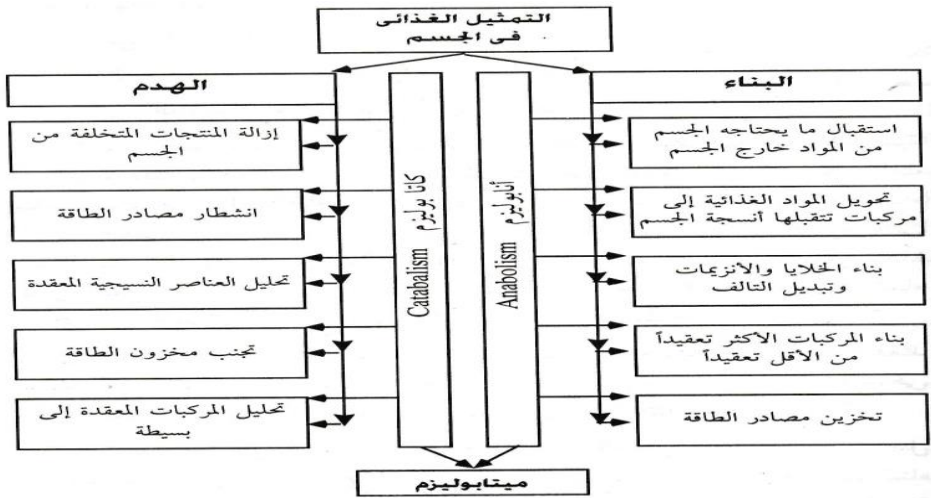 التمثيل الغذائى
فى الجسم
البناء
الهدم
استقبال ما يحتاجه الجسم
من المواد خارج الجسم
تحويل المواد الغذائية إلى
مركبات تتقبلها أنسجة الجسم
بناء الخلايا والأنزيمات
وتبديل التالف
بناء المركبات الأكثر تعقيداً
من الأقل تعقيداً
تخزين مصادر الطاقة
أنابوليزم Anabolism
كاتابوليزم Catabalism
إزالة المنتجات المتخلفة من
الجسم
انشطار مصادر الطاقة
تحليل العناصر النسيجية المعقدة
تجنب مخزون الطاقة
تحليل المركبات المعقدة إلى
بسيطة
ميتابوليزم